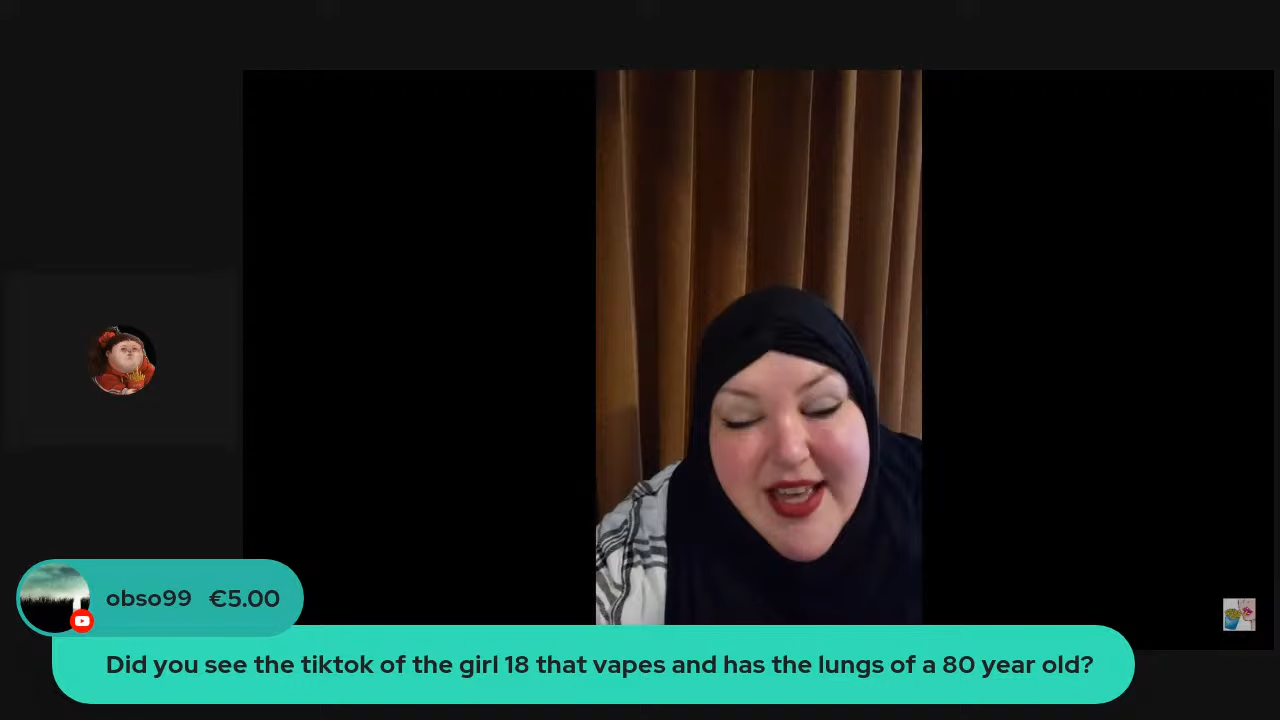 obso99 €5.00
Did you see the tiktok of the girl 18 that vapes and has the lungs of a 80 year old?